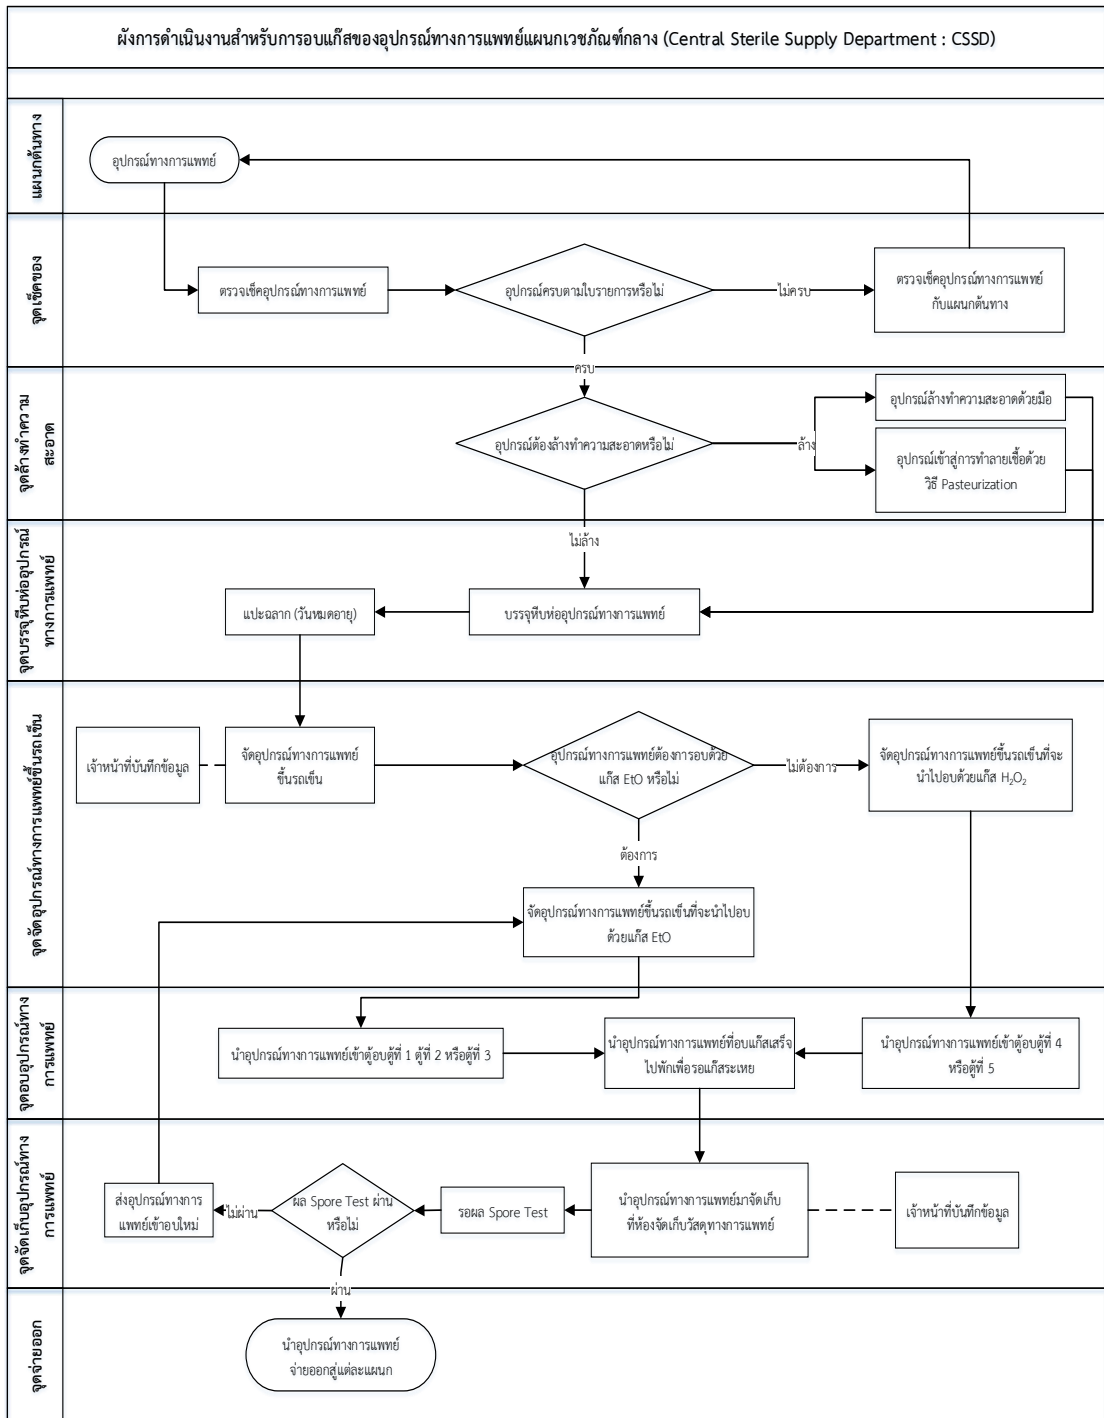 ผังการดำเนินงานสำหรับการอบแก๊สของอุปกรณ์ทางการแพทย์แผนกเวชภัณฑ์กลาง (Central Sterile Supply Department : CSSD)
แผนกต้นทาง
อุปกรณ์ทางการแพทย์
จุดเช็คของ
ตรวจเช็คอุปกรณ์ทางการแพทย์
อุปกรณ์ครบตามใบรายการหรือไม่
ไม่ครบ
ตรวจเช็คอุปกรณ์ทางการแพทย์
กับแผนกต้นทาง
ครบ
จุดล้างทำความ
สะอาด
อุปกรณ์ต้องล้างทำความสะอาดหรือไม่
ล้าง
อุปกรณ์ล้างทำความสะอาดด้วยมือ
อุปกรณ์เข้าสู่การทำลายเชื้อด้วย
วิธี Pasteurization
ไม่ล้าง
จุดบรรจุหีบห่ออุปกรณ์
ทางการแพทย์
แปะฉลาก (วันหมดอายุ)
บรรจุหีบห่ออุปกรณ์ทางการแพทย์
จุดจัดอุปกรณ์ทางการแพทย์ขึ้นรถเข็น
เจ้าหน้าที่บันทึกข้อมูล
จัดอุปกรณ์ทางการแพทย์
ขึ้นรถเข็น
อุปกรณ์ทางการแพทย์ต้องการอบด้วย
แก๊ส EtO หรือไม่
ไม่ต้องการ
จัดอุปกรณ์ทางการแพทย์ขึ้นรถเข็นที่จะ
นำไปอบด้วยแก๊ส H₂O₂
ต้องการ
จัดอุปกรณ์ทางการแพทย์ขึ้นรถเข็นที่จะนำไปอบ
ด้วยแก๊ส EtO
จุดอบอุปกรณ์ทาง
การแพทย์
นำอุปกรณ์ทางการแพทย์เข้าตู้อบตู้ที่ 1 ตู้ที่ 2 หรือตู้ที่ 3
นำอุปกรณ์ทางการแพทย์ที่อบแก๊สเสร็จ
ไปพักเพื่อรอแก๊สระเหย
นำอุปกรณ์ทางการแพทย์เข้าตู้อบตู้ที่ 4
หรือตู้ที่ 5
จุดจัดเก็บอุปกรณ์ทาง
การแพทย์
ส่งอุปกรณ์ทางการ
แพทย์เข้าอบใหม่
ไม่ผ่าน
ผล Spore Test ผ่าน
หรือไม่
รอผล Spore Test
นำอุปกรณ์ทางการแพทย์มาจัดเก็บ
ที่ห้องจัดเก็บวัสดุทางการแพทย์
เจ้าหน้าที่บันทึกข้อมูล
ผ่าน
จุดจ่ายออก
นำอุปกรณ์ทางการแพทย์
จ่ายออกสู่แต่ละแผนก